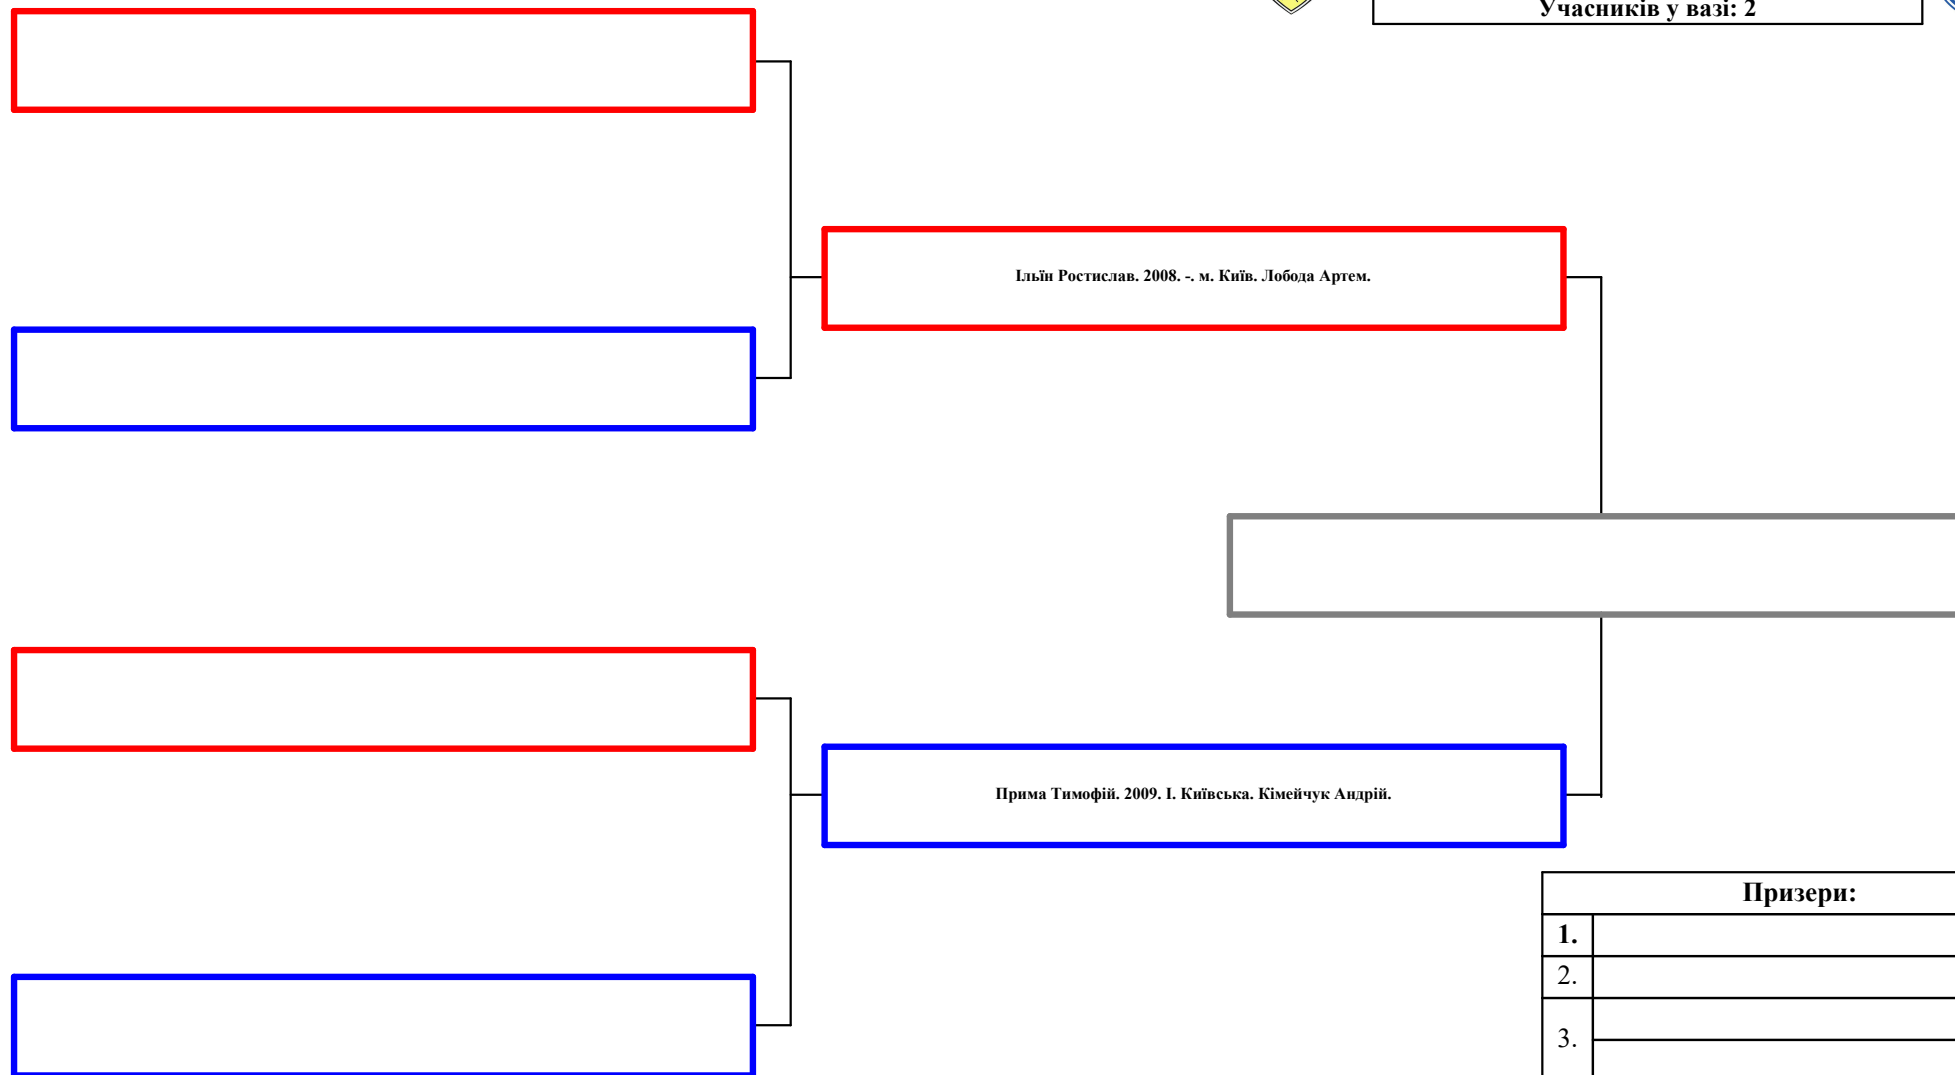 Учасників у вазі: 2
Ільїн Ростислав. 2008. -. м. Київ. Лобода Артем.
Прима Тимофій. 2009. І. Київська. Кімейчук Андрій.
Призери:
1.
2.
3.